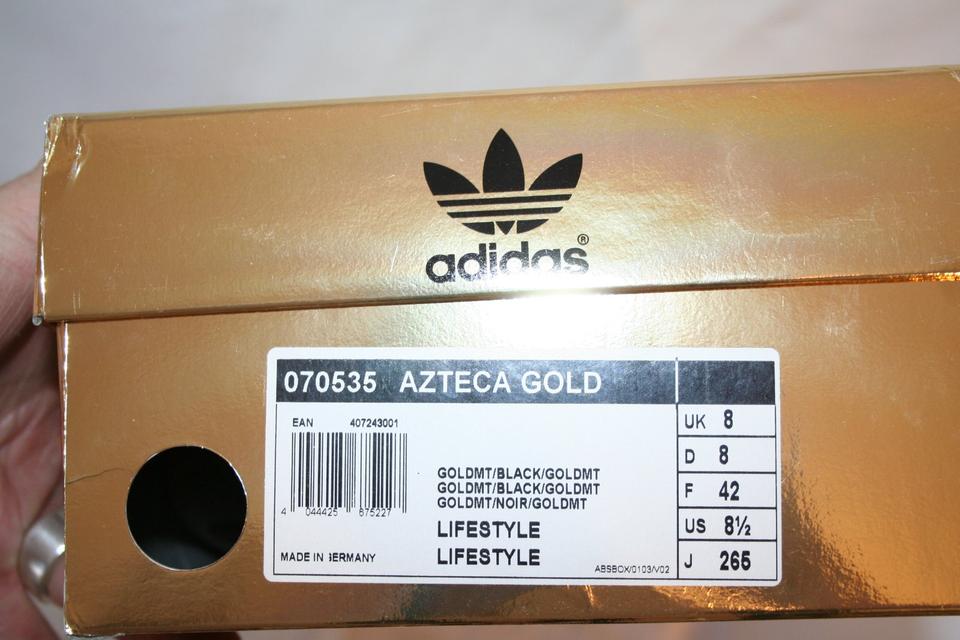 adidas®
070535 AZTECA GOLD
EAN 407243001
4 044425 675227
GOLDMT/BLACK/GOLDMT
GOLDMT/BLACK/GOLDMT
GOLDMT/NOIR/GOLDMT
LIFESTYLE
LIFESTYLE
MADE IN GERMANY
ABSBOX/0103/V02
UK 8
D 8
F 42
US 8½
J 265